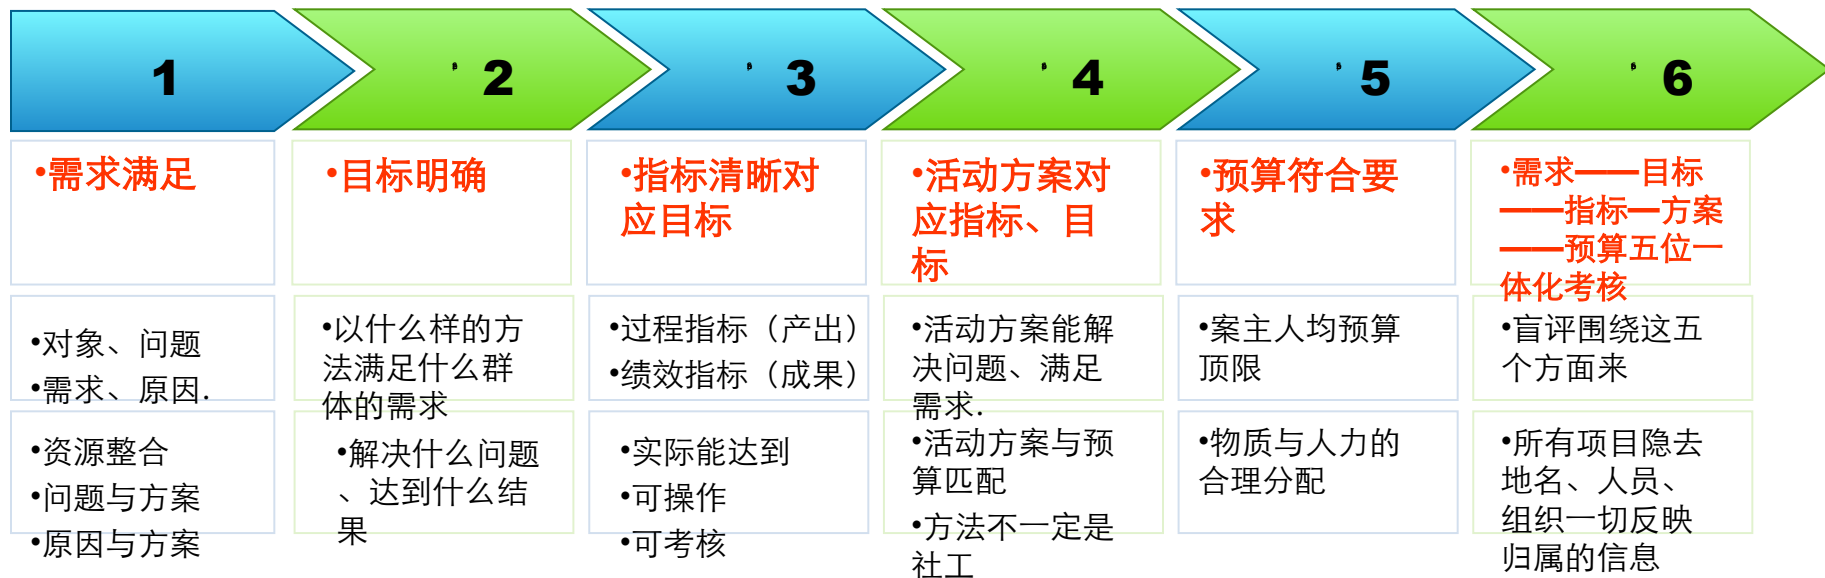 1
2
3
4
5
6
•需求满足
•目标明确
•指标清晰对
应目标
•活动方案对
应指标、目
标
•预算符合要
求
•需求——目标
——指标—方案
——预算五位一
体化考核
•对象、问题
•需求、原因.
•以什么样的方
法满足什么群
体的需求
•过程指标（产出）
•绩效指标（成果）
•活动方案能解
决问题、满足
需求.
•案主人均预算
顶限
•盲评围绕这五
个方面来
•资源整合
•问题与方案
•原因与方案
•解决什么问题
、达到什么结
果
•实际能达到
•可操作
•可考核
•活动方案与预
算匹配
•方法不一定是
社工
•物质与人力的
合理分配
•所有项目隐去
地名、人员、
组织一切反映
归属的信息